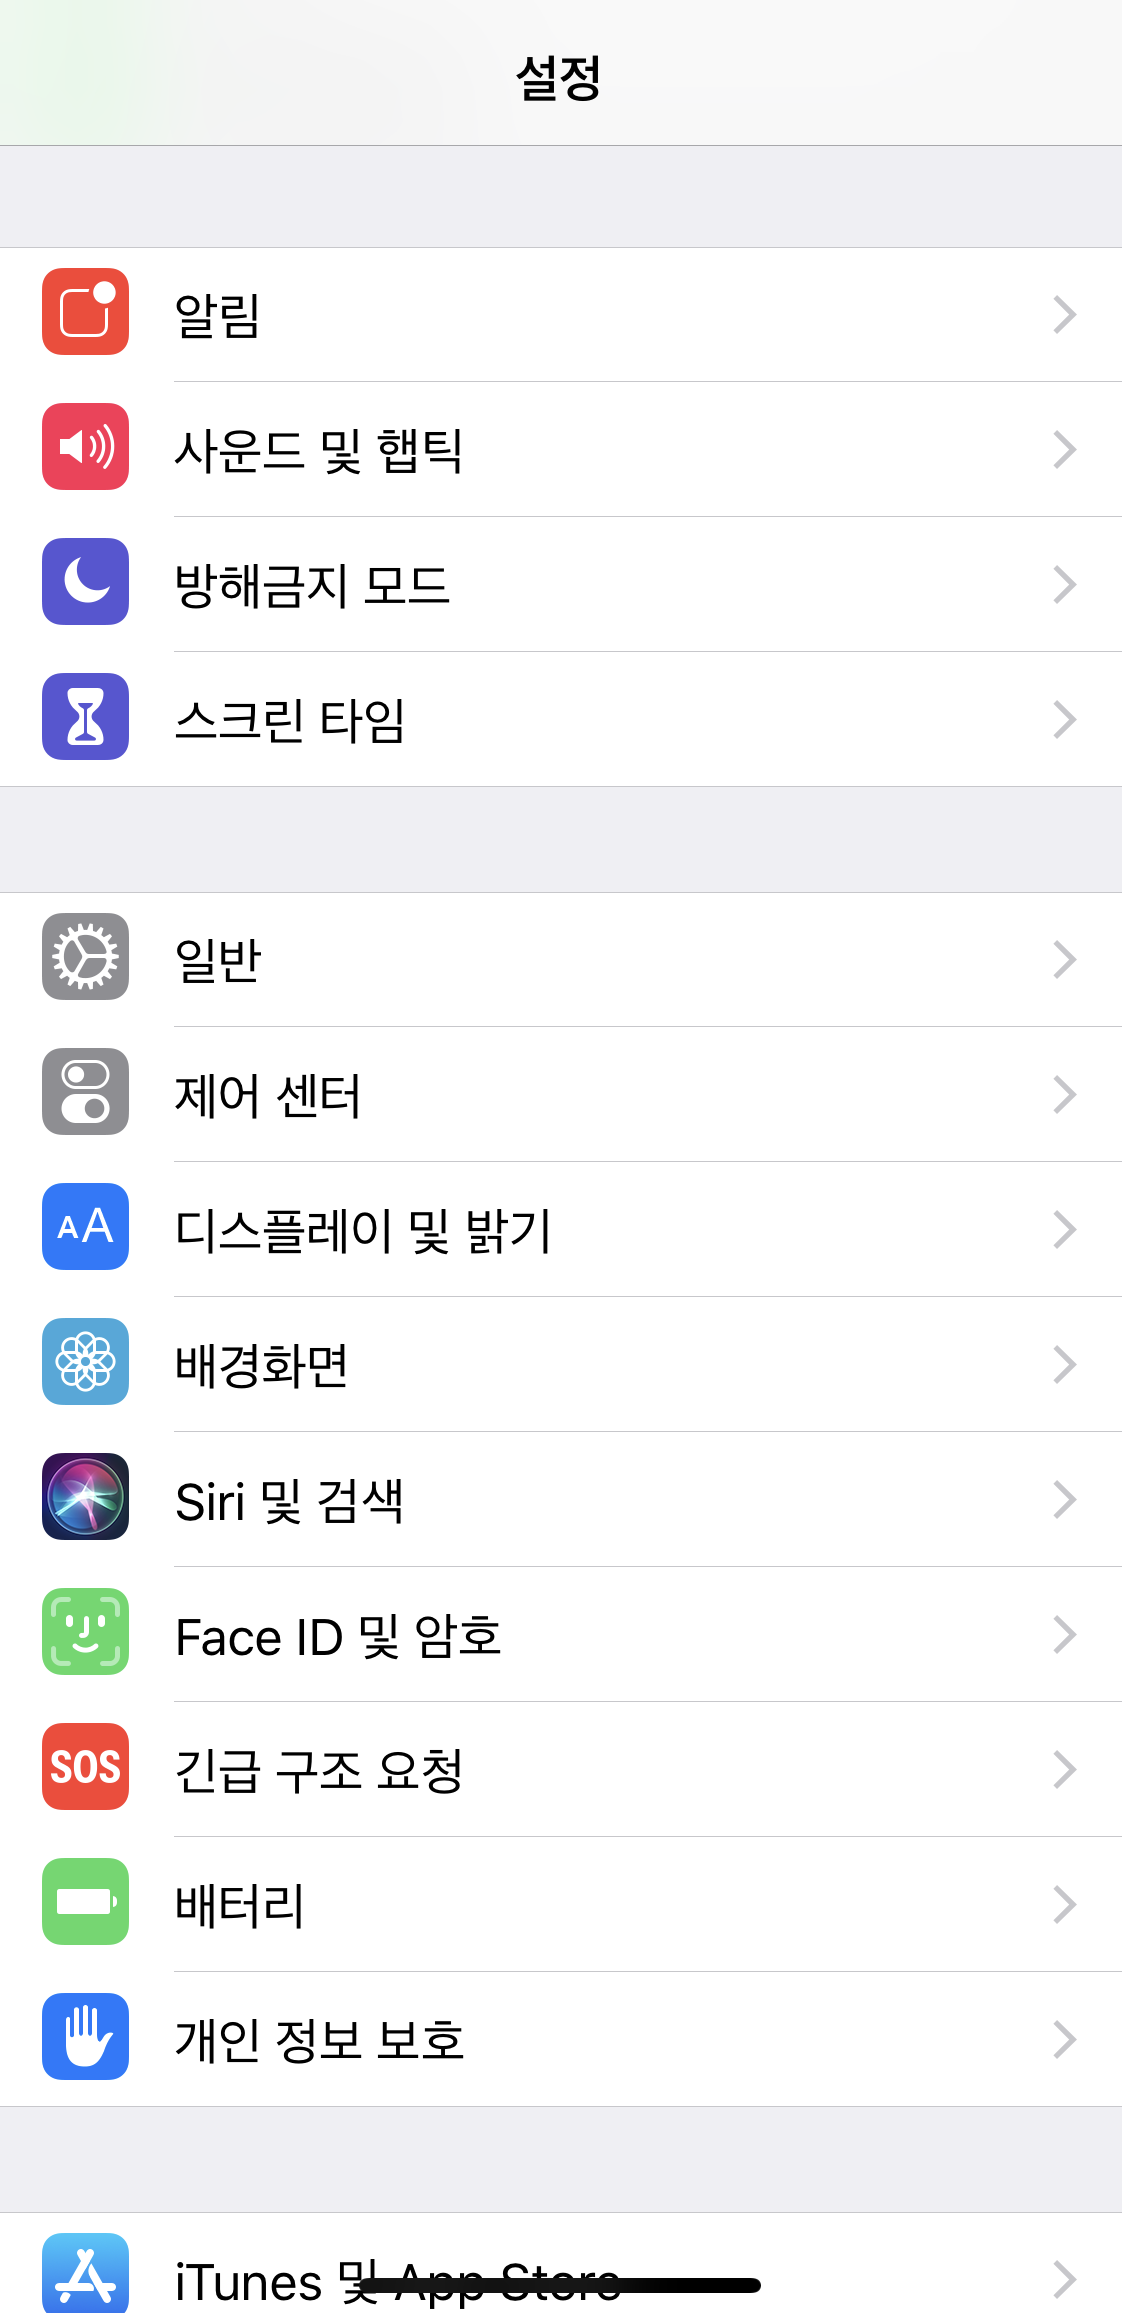 설정
알림
사운드 및 햅틱
방해금지 모드
스크린 타임
일반
제어 센터
AA
디스플레이 및 밝기
배경화면
Siri 및 검색
Face ID 및 암호
SOS
긴급 구조 요청
배터리
개인 정보 보호
iTunes 및 App Store